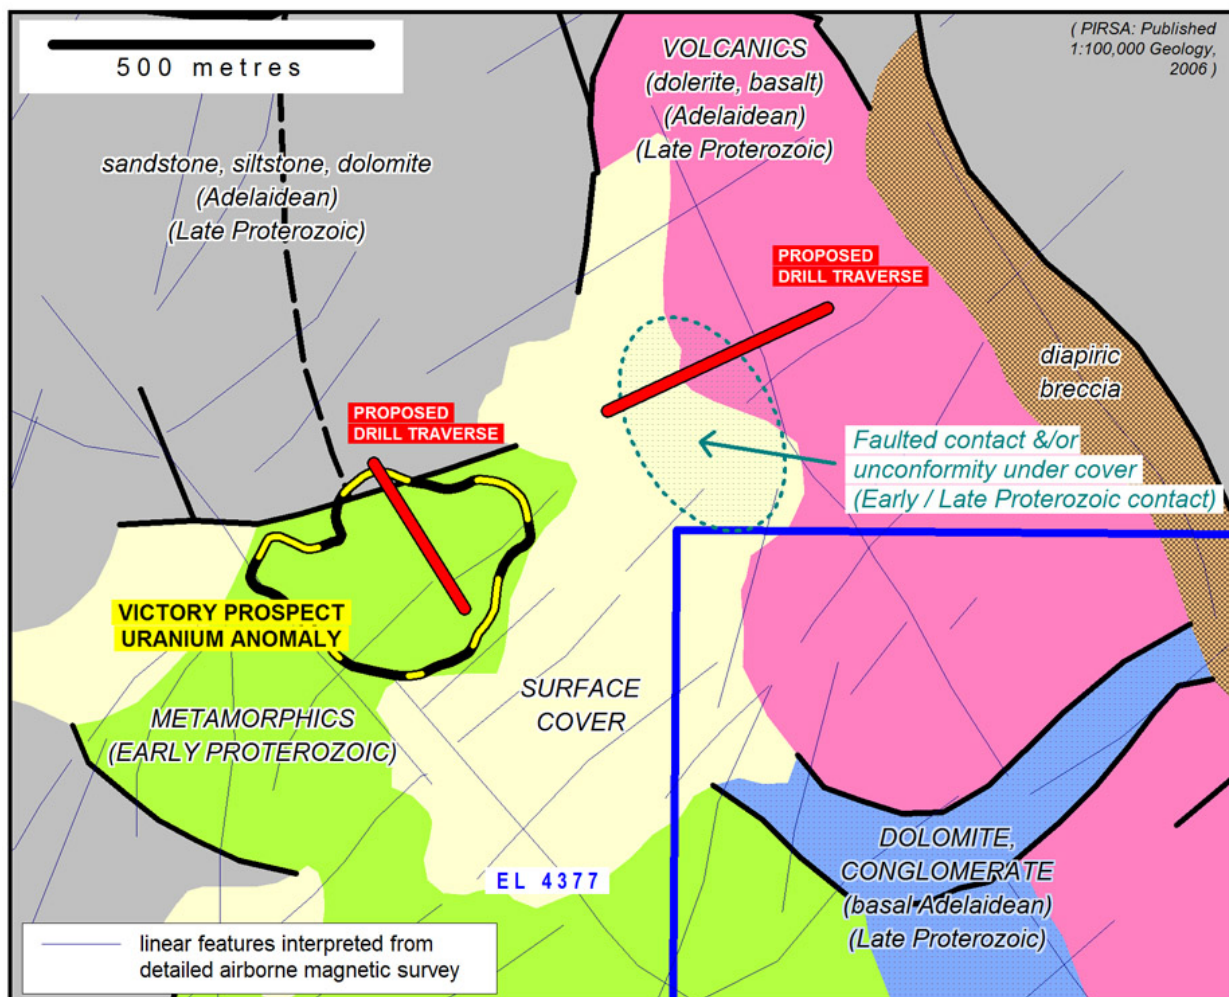 500 metres
( PIRSA: Published
1:100,000 Geology,
2006 )
VOLCANICS
(dolerite, basalt)
(Adelaidean)
(Late Proterozoic)
sandstone, siltstone, dolomite
(Adelaidean)
(Late Proterozoic)
PROPOSED
DRILL TRAVERSE
diapiric
breccia
PROPOSED
DRILL TRAVERSE
Faulted contact &/or
unconformity under cover
(Early / Late Proterozoic contact)
VICTORY PROSPECT
URANIUM ANOMALY
SURFACE
COVER
METAMORPHICS
(EARLY PROTEROZOIC)
DOLOMITE,
CONGLOMERATE
(basal Adelaidean)
(Late Proterozoic)
EL 4377
linear features interpreted from
detailed airborne magnetic survey